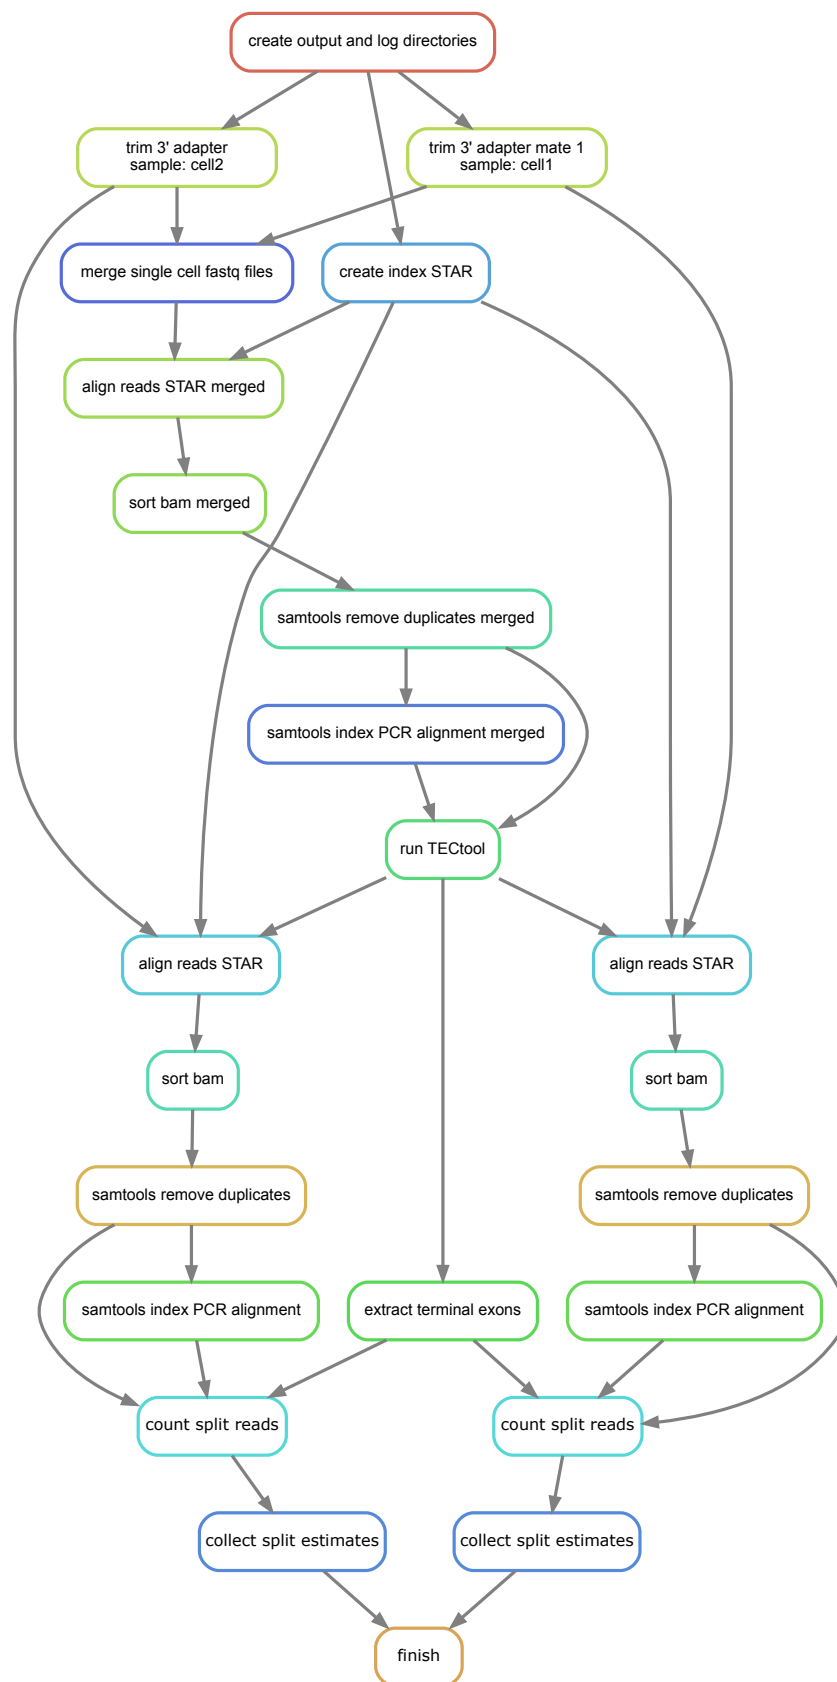 create output and log directories
trim 3' adapter
sample: cell2
trim 3' adapter mate 1
sample: cell1
merge single cell fastq files
create index STAR
align reads STAR merged
sort bam merged
samtools remove duplicates merged
samtools index PCR alignment merged
run TECtool
align reads STAR
align reads STAR
sort bam
sort bam
samtools remove duplicates
samtools remove duplicates
samtools index PCR alignment
extract terminal exons
samtools index PCR alignment
count split reads
count split reads
collect split estimates
collect split estimates
finish